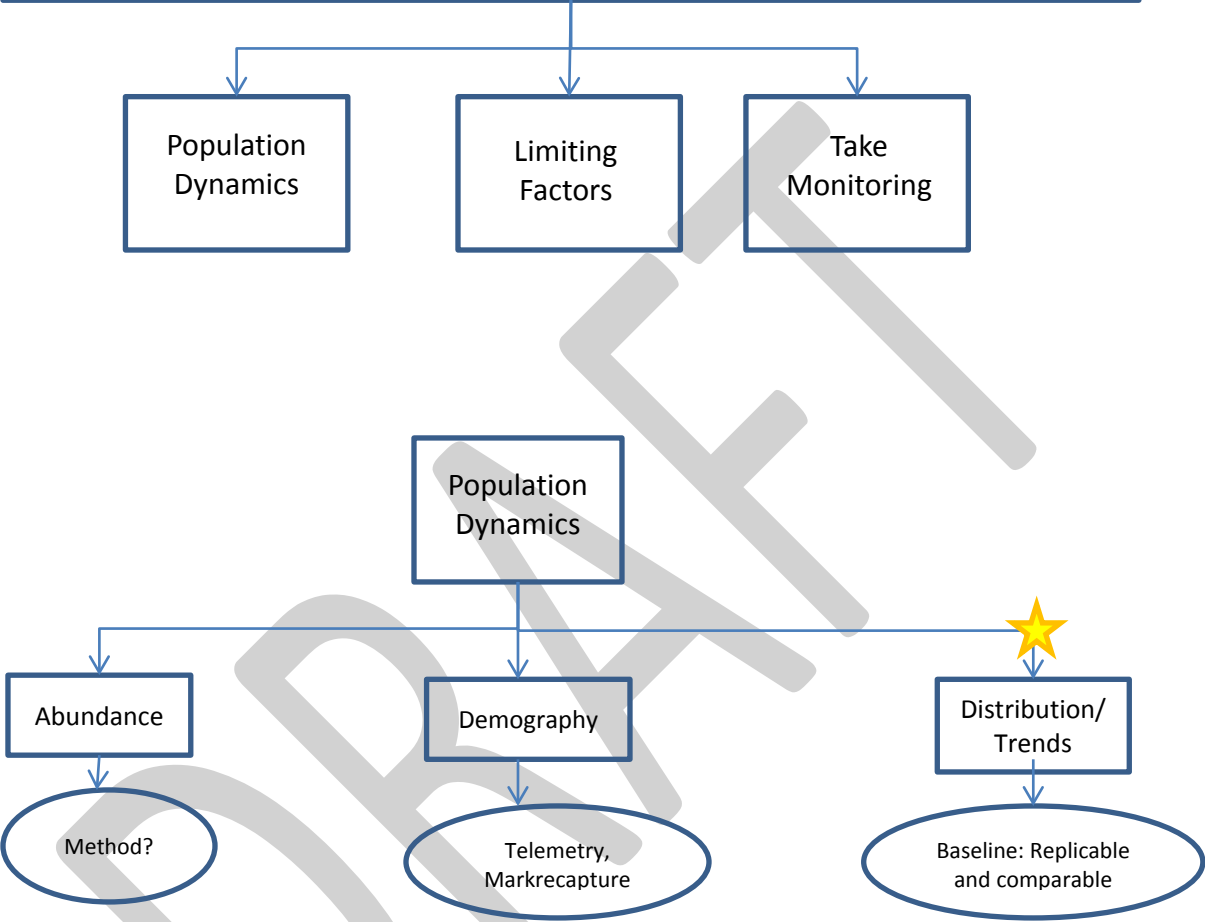 Population
Dynamics
Limiting
Factors
Take
Monitoring
Population
Dynamics
Abundance
Demography
Distribution/
Trends
Method?
Telemetry,
Markrecapture
Baseline: Replicable
and comparable
DRAFT